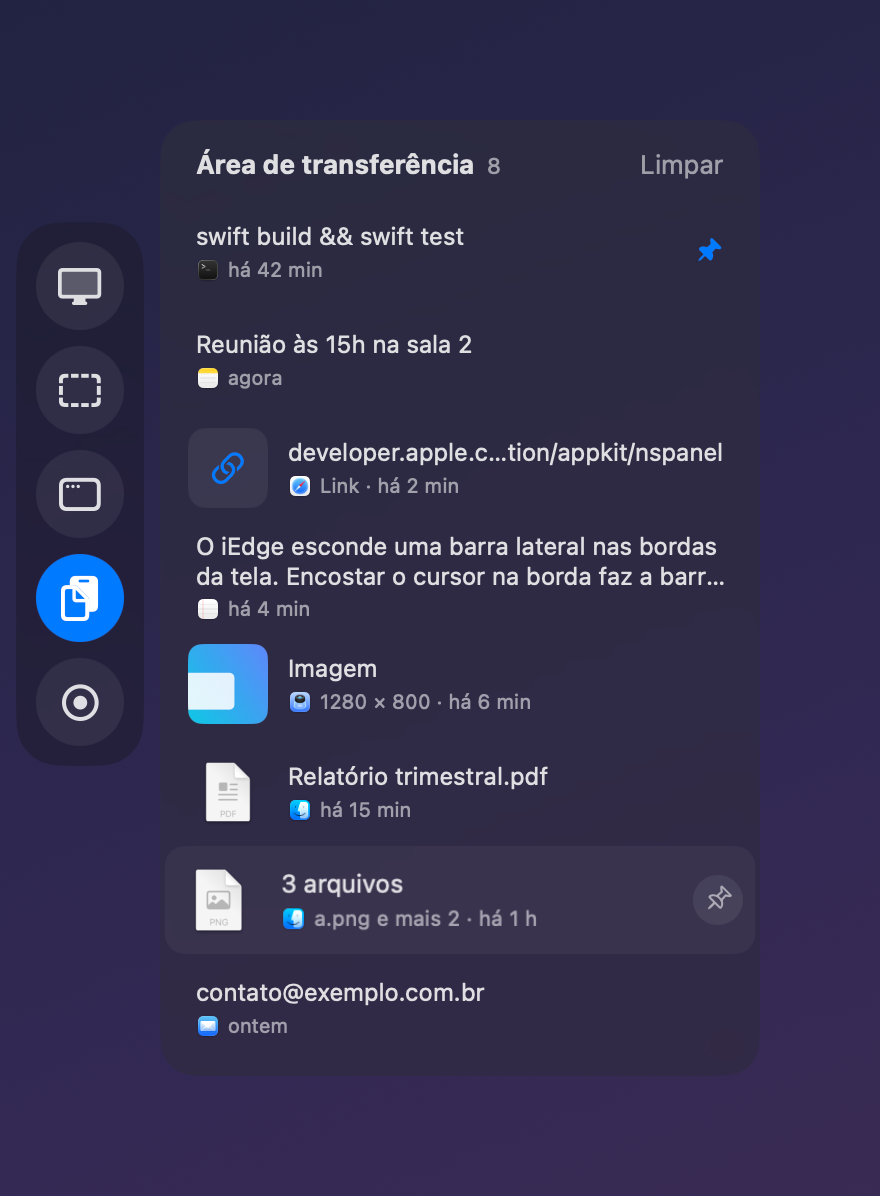 Área de transferência 8 Limpar
swift build && swift test
há 42 min
Reunião às 15h na sala 2
agora
developer.apple.c...tion/appkit/nspanel
Link · há 2 min
O iEdge esconde uma barra lateral nas bordas
da tela. Encostar o cursor na borda faz a barr...
há 4 min
Imagem
1280 × 800 · há 6 min
Relatório trimestral.pdf
PDF
há 15 min
3 arquivos
PNG
a.png e mais 2 · há 1 h
contato@exemplo.com.br
ontem